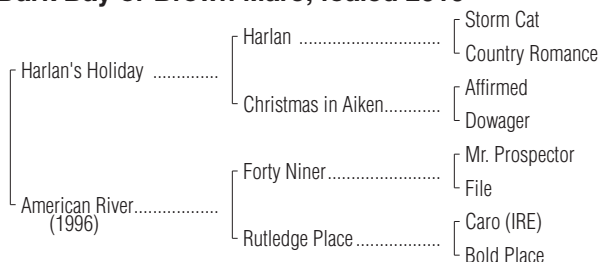 Dark Bay or Brown Mare; foaled
Storm Cat
Harlan ..............................
Country Romance
Harlan's Holiday ..............
Affirmed
Christmas in Aiken............
Dowager
Mr. Prospector
Forty Niner........................
File
American River..................
(1996)
Caro (IRE)
Rutledge Place ..................
Bold Place